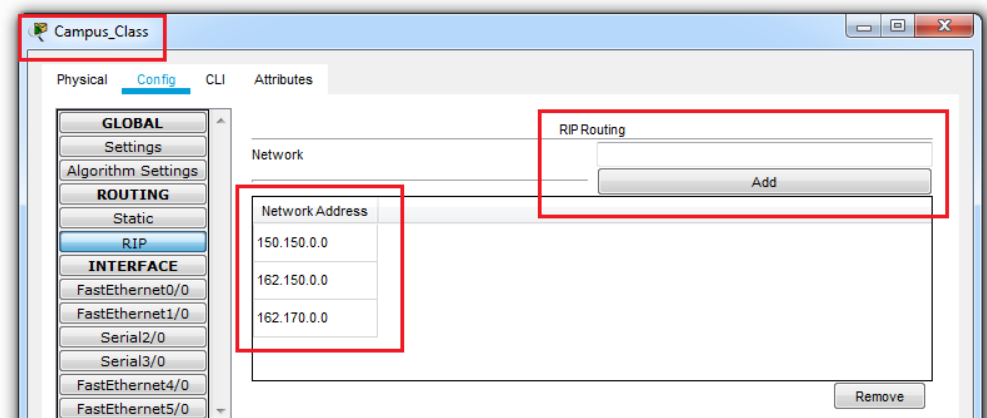 Campus_Class
Physical Config CLI Attributes
GLOBAL
Settings
Algorithm Settings
ROUTING
Static
RIP
INTERFACE
FastEthernet0/0
FastEthernet1/0
Serial2/0
Serial3/0
FastEthernet4/0
FastEthernet5/0
RIP Routing
Network
Add
Network Address
150.150.0.0
162.150.0.0
162.170.0.0
Remove